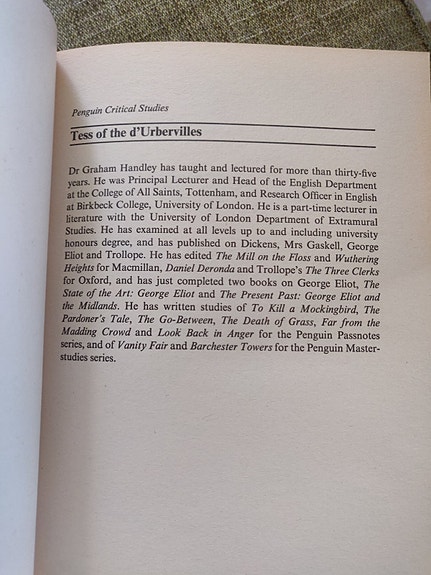 Penguin Critical Studies
Tess of the d'Urbervilles
Dr Graham Handley has taught and lectured for more than thirty-five
years. He was Principal Lecturer and Head of the English Department
at the College of All Saints, Tottenham, and Research Officer in English
at Birkbeck College, University of London. He is a part-time lecturer in
literature with the University of London Department of Extramural
Studies. He has examined at all levels up to and including university
honours degree, and has published on Dickens, Mrs Gaskell, George
Eliot and Trollope. He has edited The Mill on the Floss and Wuthering
Heights for Macmillan, Daniel Deronda and Trollope's The Three Clerks
for Oxford, and has just completed two books on George Eliot, The
State of the Art: George Eliot and The Present Past: George Eliot and
the Midlands. He has written studies of To Kill a Mockingbird, The
Pardoner's Tale, The Go-Between, The Death of Grass, Far from the
Madding Crowd and Look Back in Anger for the Penguin Passnotes
series, and of Vanity Fair and Barchester Towers for the Penguin Master-
studies series.